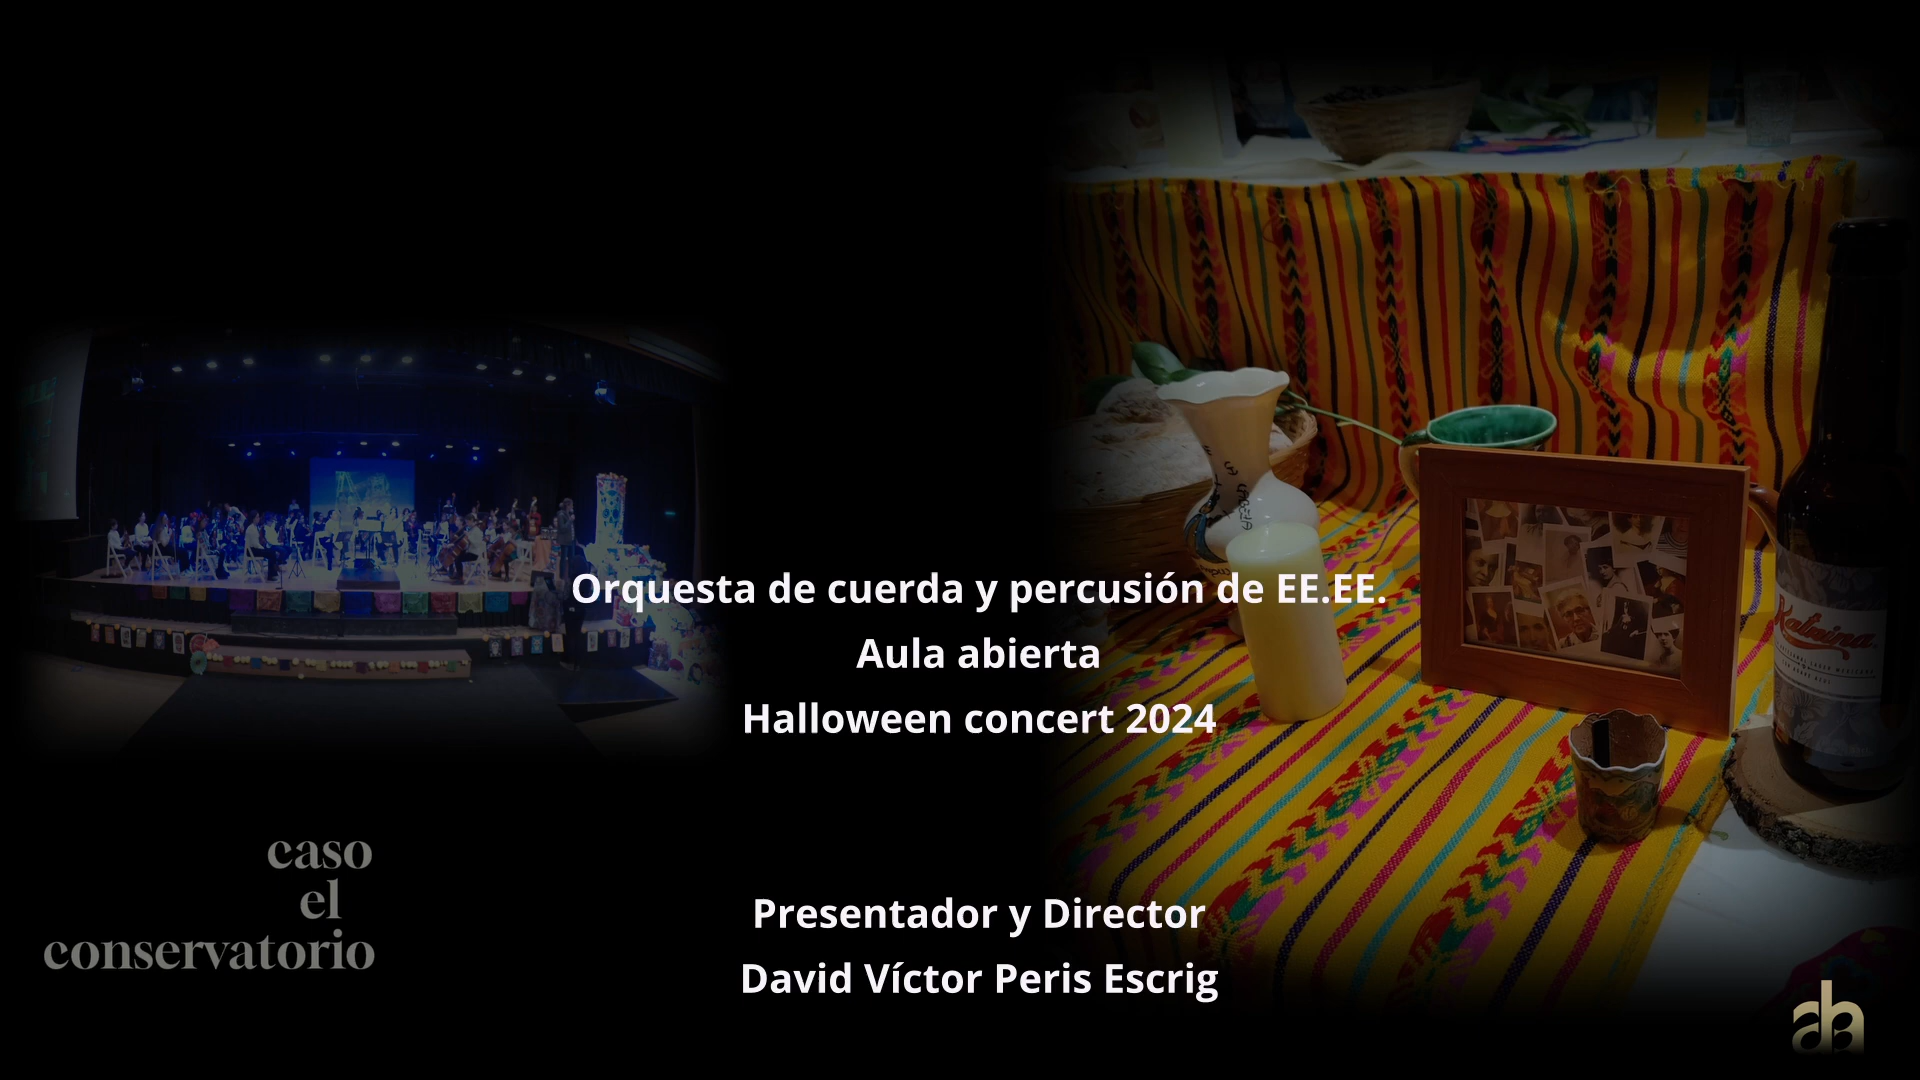 Orquesta de cuerda y percusión de EE.EE.
Aula abierta
Halloween concert 2024
Presentador y Director
David Víctor Peris Escrig
caso
el
conservatorio
Katrina